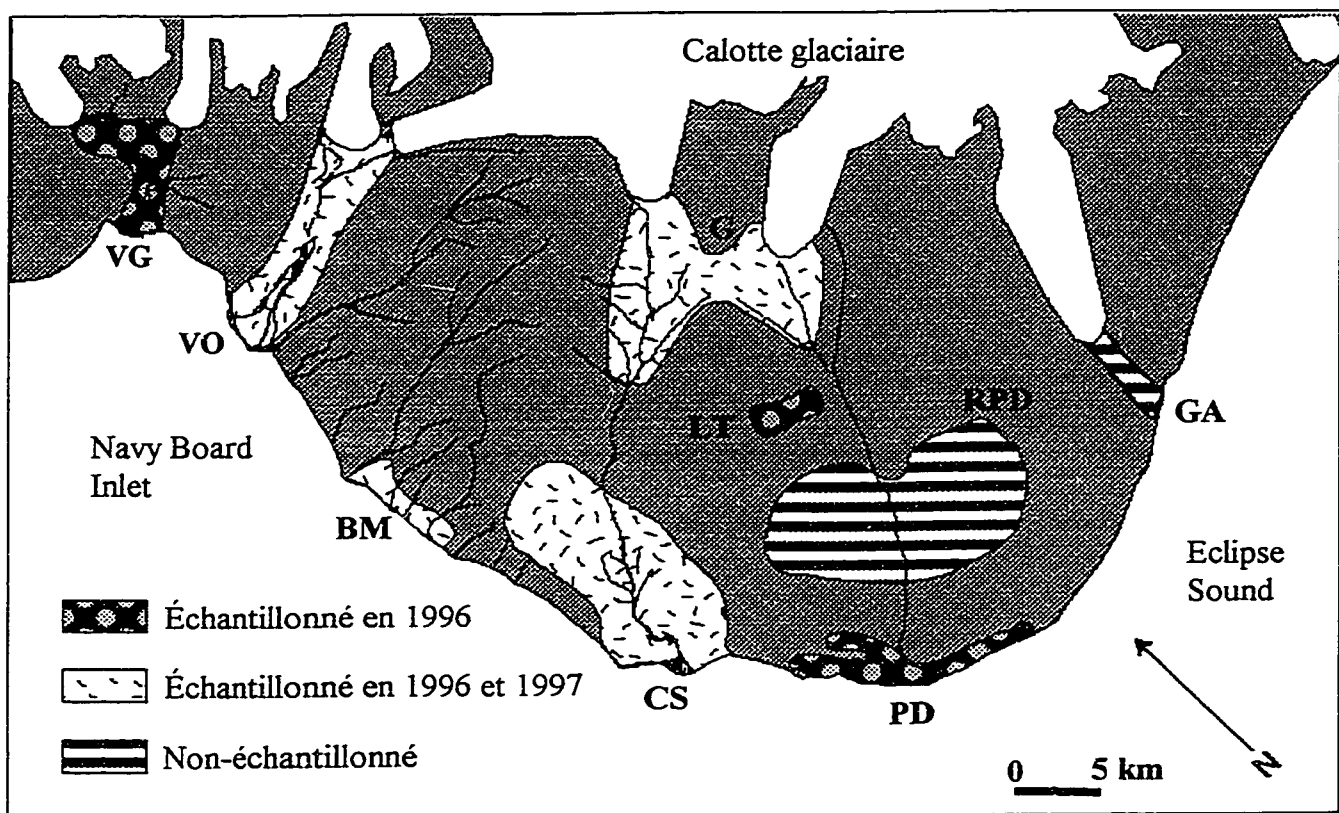 Calotte glaciaire
VG
G
VO
LT
RPD
GA
Navy Board
Inlet
BM
Eclipse
Sound
Échantillonné en 1996
Échantillonné en 1996 et 1997
CS
PD
Non-échantillonné
0 5 km
N